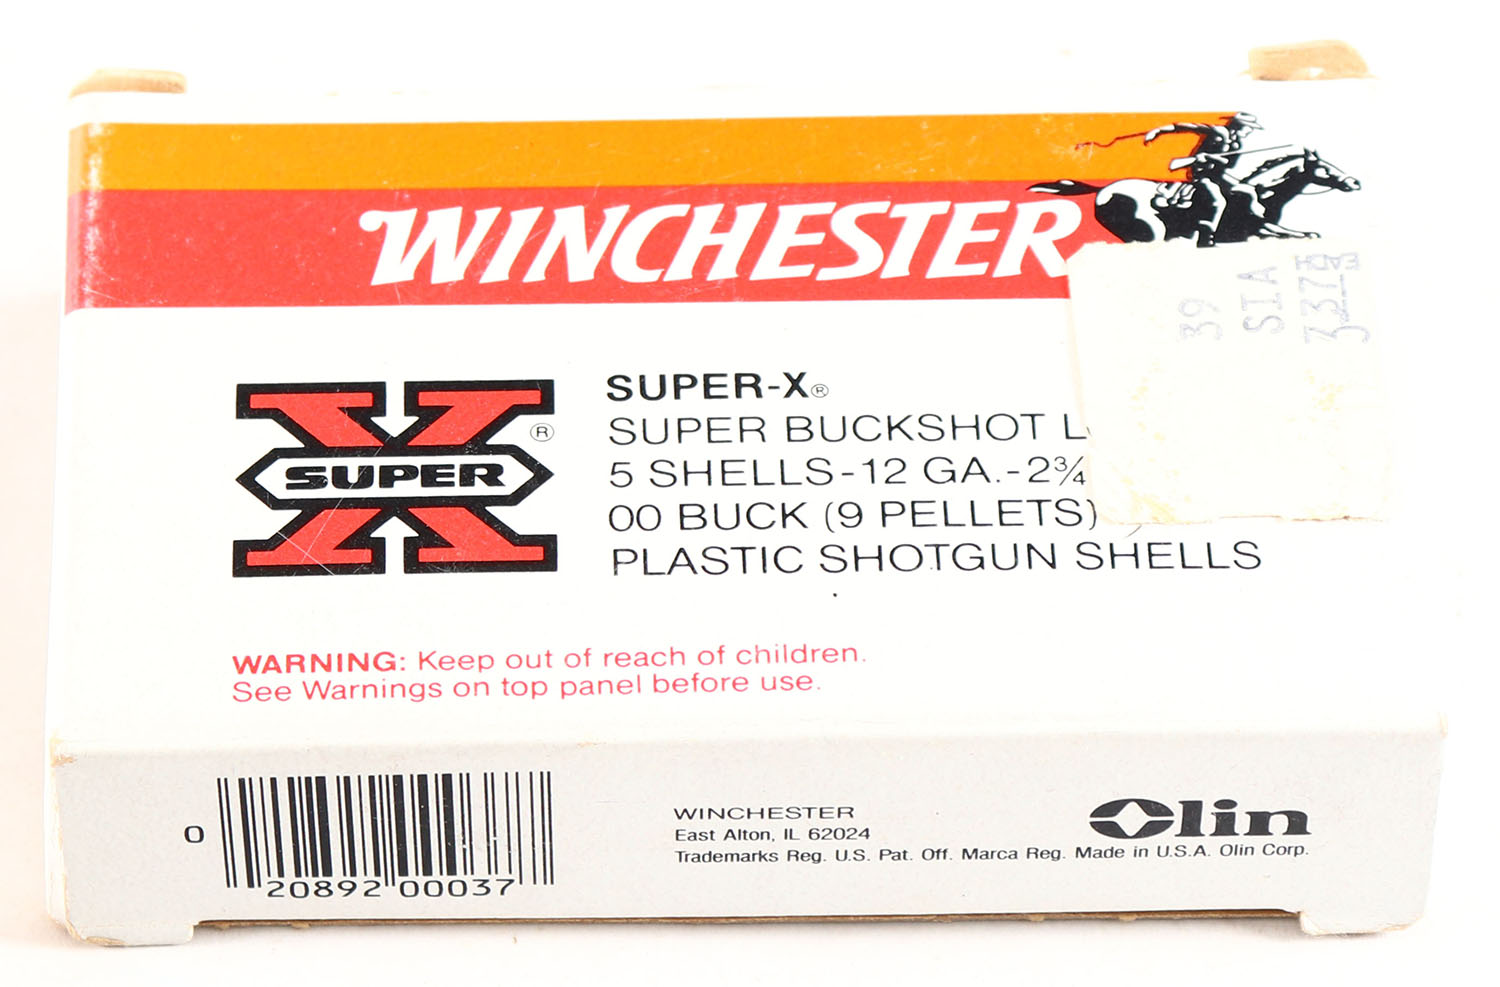 WINCHESTER
39
SIA
SUPER
®
SUPER-X®
SUPER BUCKSHOT
5 SHELLS-12 GA.-2¾
00 BUCK (9 PELLETS)
PLASTIC SHOTGUN SHELLS
WARNING: Keep out of reach of children.
See Warnings on top panel before use.
0 20892 00037
WINCHESTER
East Alton, IL 62024
Trademarks Reg. U.S. Pat. Off. Marca Reg. Made in U.S.A. Olin Corp.
Olin